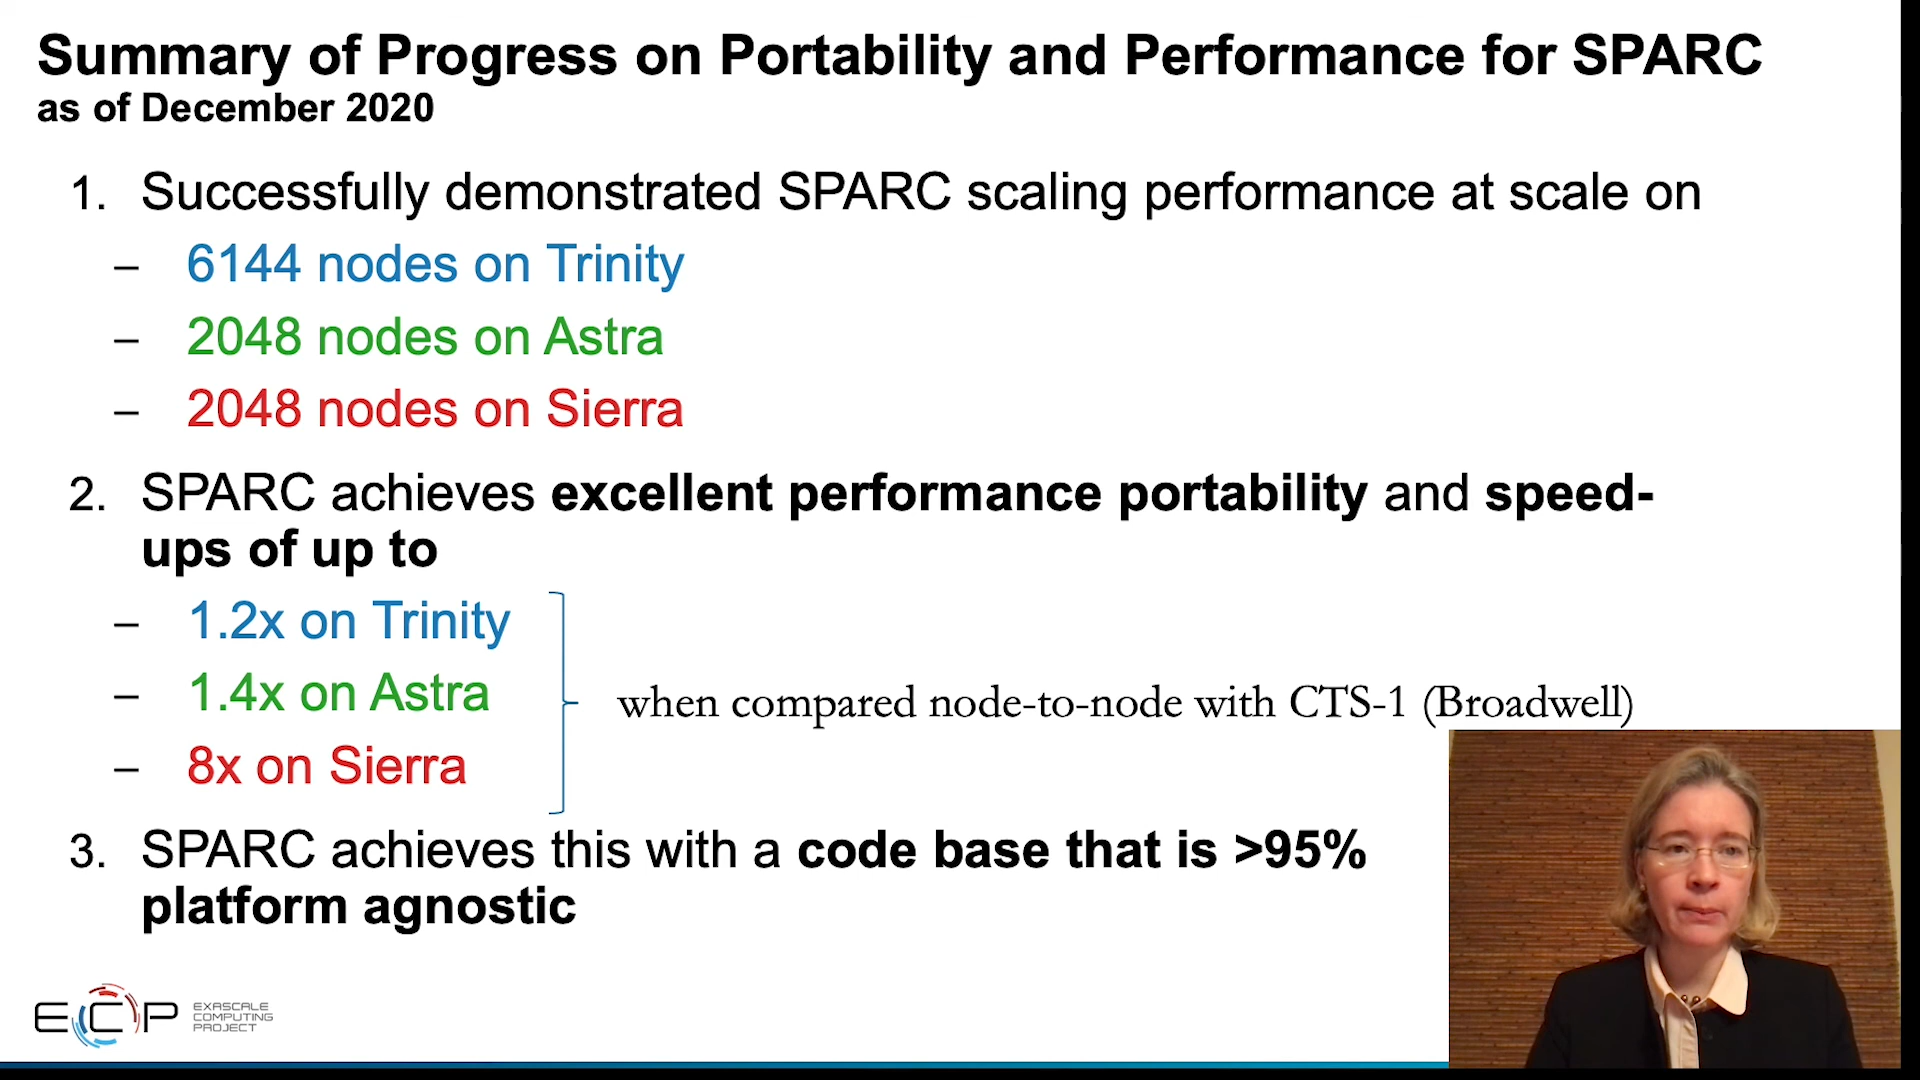 Summary of Progress on Portability and Performance for SPARC
as of December 2020
1. Successfully demonstrated SPARC scaling performance at scale on
– 6144 nodes on Trinity
– 2048 nodes on Astra
– 2048 nodes on Sierra
2. SPARC achieves excellent performance portability and speed-
ups of up to
– 1.2x on Trinity
– 1.4x on Astra
when compared node-to-node with CTS-1 (Broadwell)
– 8x on Sierra
3. SPARC achieves this with a code base that is >95%
platform agnostic
ECP
EXASCALE
COMPUTING
PROJECT